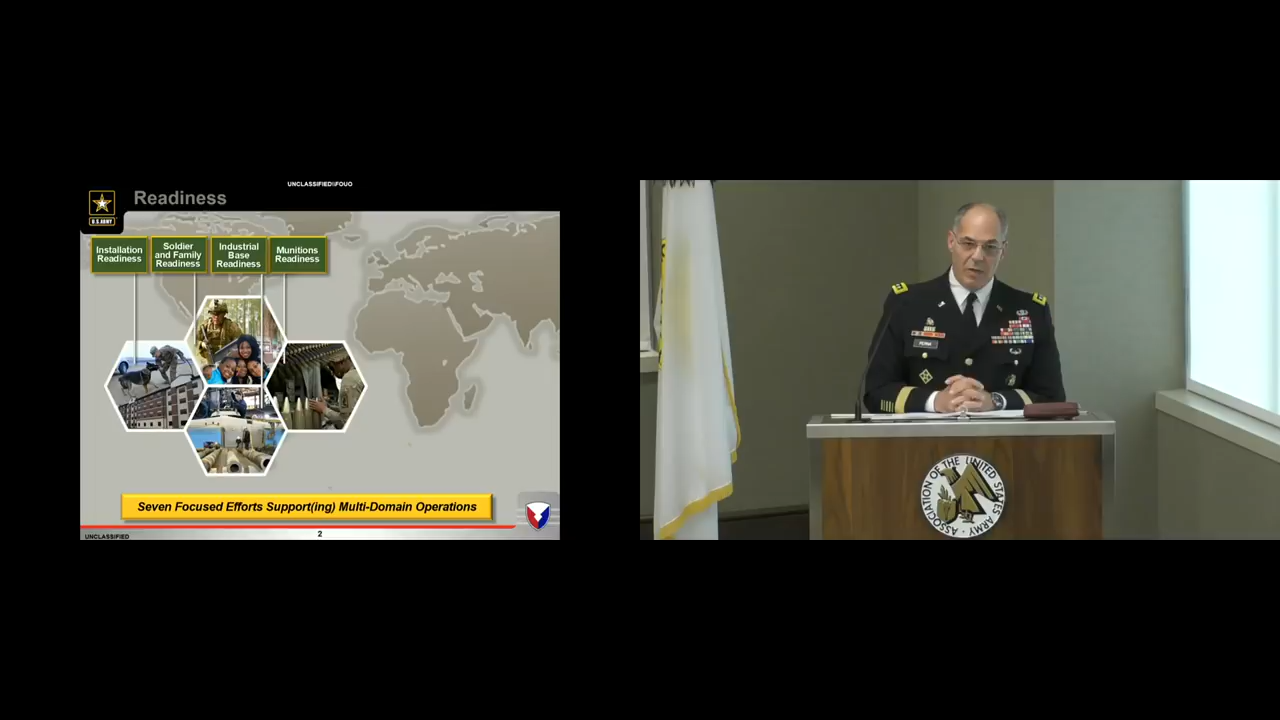 UNCLASSIFIED\\FOUO
Readiness
U.S.ARMY
Installation
Readiness
Soldier
and Family
Readiness
Industrial
Base
Readiness
Munitions
Readiness
Seven Focused Efforts Support(ing) Multi-Domain Operations
2
UNCLASSIFIED
PERNA
ASSOCIATION OF THE UNITED STATES ARMY